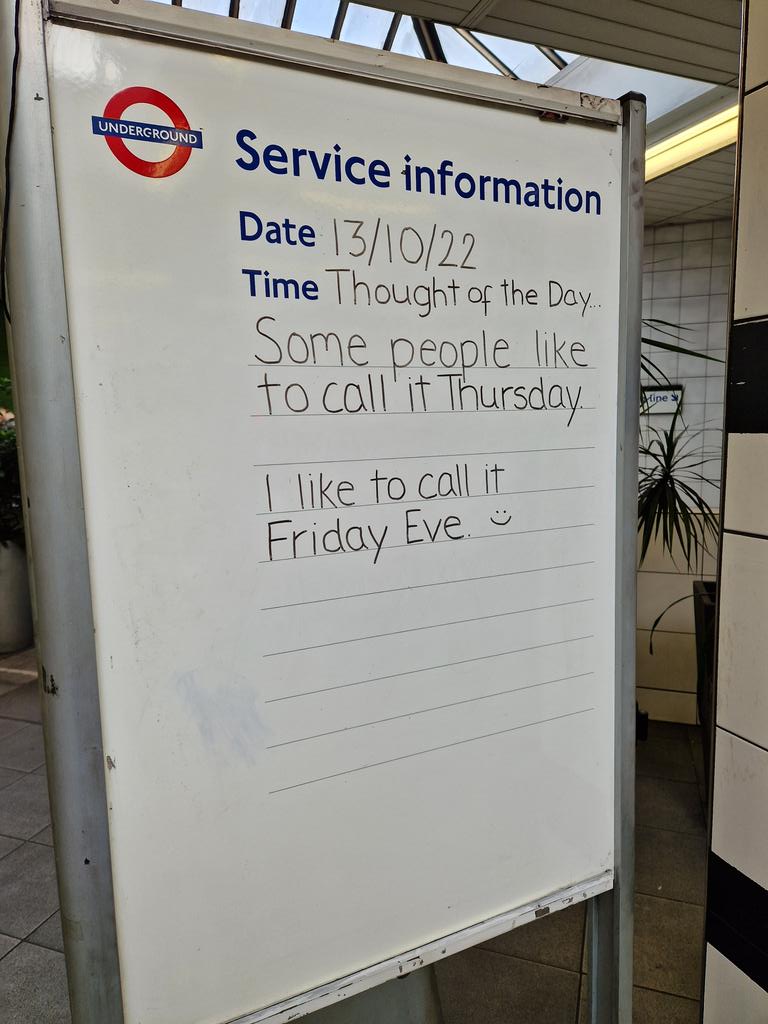 UNDERGROUND
Service information
Date 13/10/22
Time Thought of the Day...
Some people like
to call it Thursday.
I like to call it
Friday Eve. :)